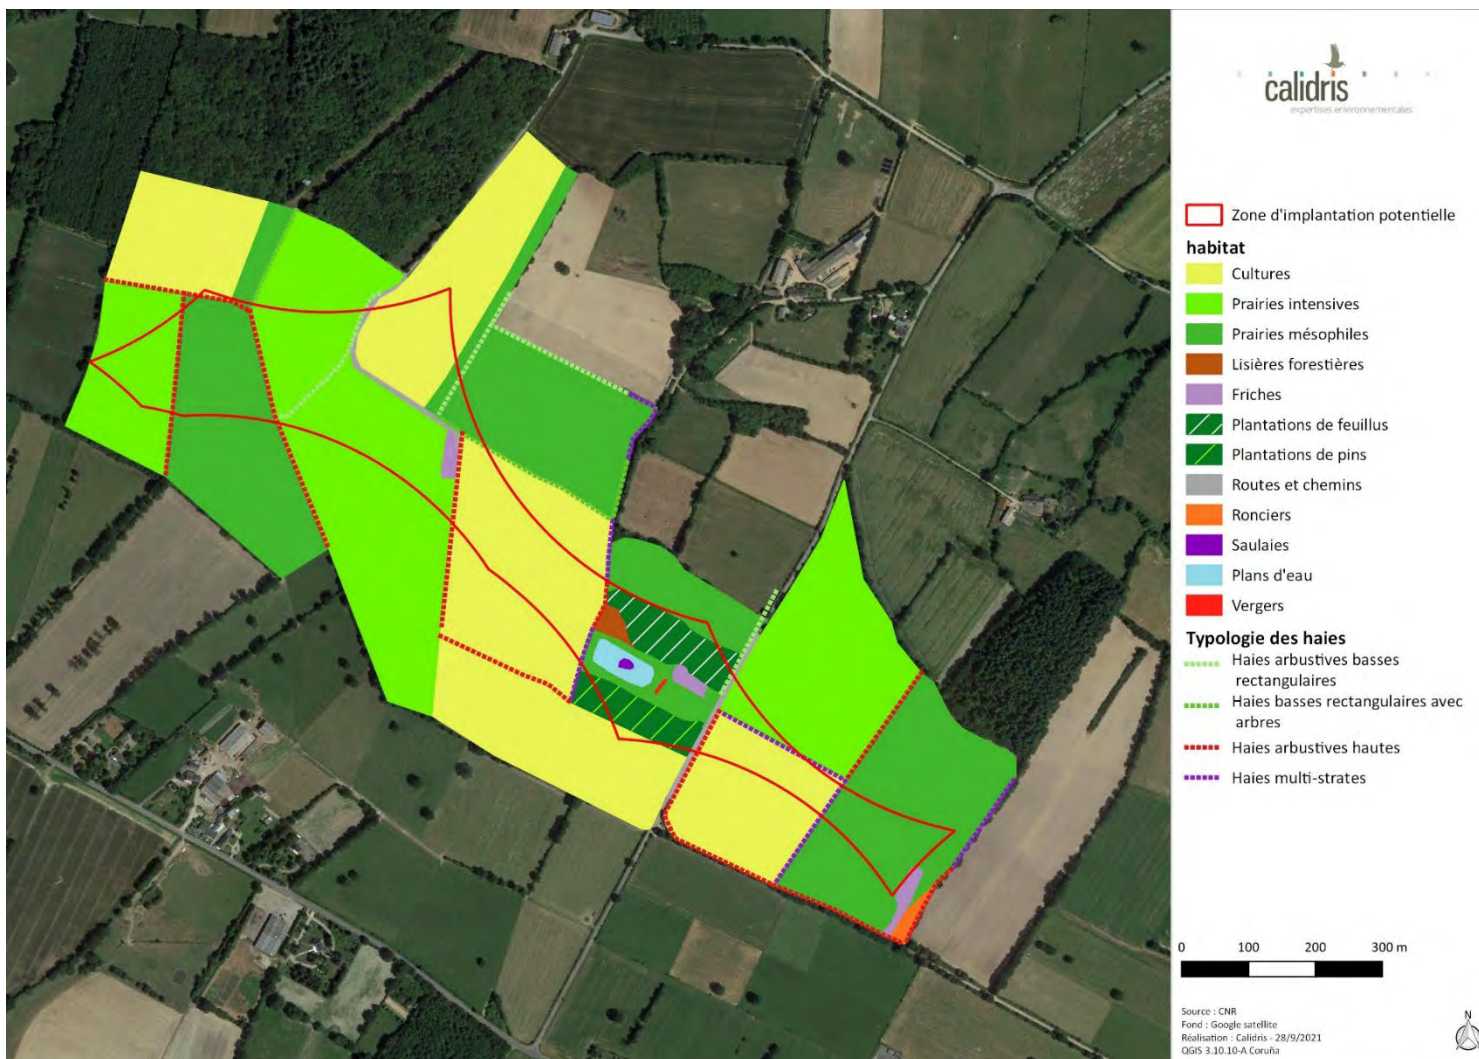 calidris
expertises environnementales
Zone d'implantation potentielle
habitat
Cultures
Prairies intensives
Prairies mésophiles
Lisières forestières
Friches
Plantations de feuillus
Plantations de pins
Routes et chemins
Ronciers
Saulaies
Plans d'eau
Vergers
Typologie des haies
Haies arbustives basses
rectangulaires
Haies basses rectangulaires avec
arbres
Haies arbustives hautes
Haies multi-strates
0 100 200 300 m
Source : CNR
Fond : Google satellite
Réalisation : Calidris - 28/9/2021
QGIS 3.10.10-A Coruña
N